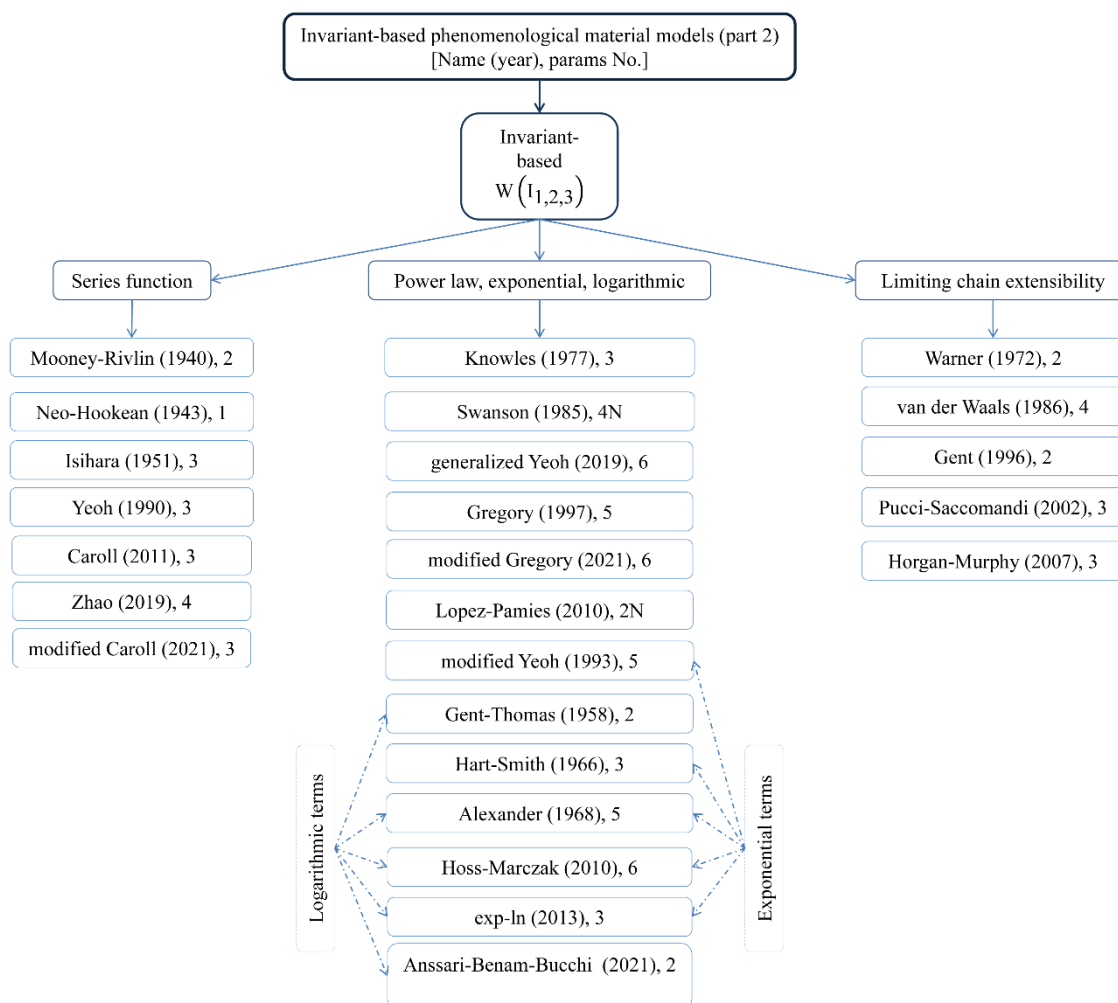 Invariant-based phenomenological material models (part 2)
[Name (year), params No.]
Invariant-
based
W(I1,2,3)
Series function
Power law, exponential, logarithmic
Limiting chain extensibility
Mooney-Rivlin (1940), 2
Neo-Hookean (1943), 1
Isihara (1951), 3
Yeoh (1990), 3
Caroll (2011), 3
Zhao (2019), 4
modified Caroll (2021), 3
Knowles (1977), 3
Swanson (1985), 4N
generalized Yeoh (2019), 6
Gregory (1997), 5
modified Gregory (2021), 6
Lopez-Pamies (2010), 2N
modified Yeoh (1993), 5
Gent-Thomas (1958), 2
Hart-Smith (1966), 3
Alexander (1968), 5
Hoss-Marczak (2010), 6
exp-ln (2013), 3
Anssari-Benam-Bucchi (2021), 2
Warner (1972), 2
van der Waals (1986), 4
Gent (1996), 2
Pucci-Saccomandi (2002), 3
Horgan-Murphy (2007), 3
Logarithmic terms
Exponential terms